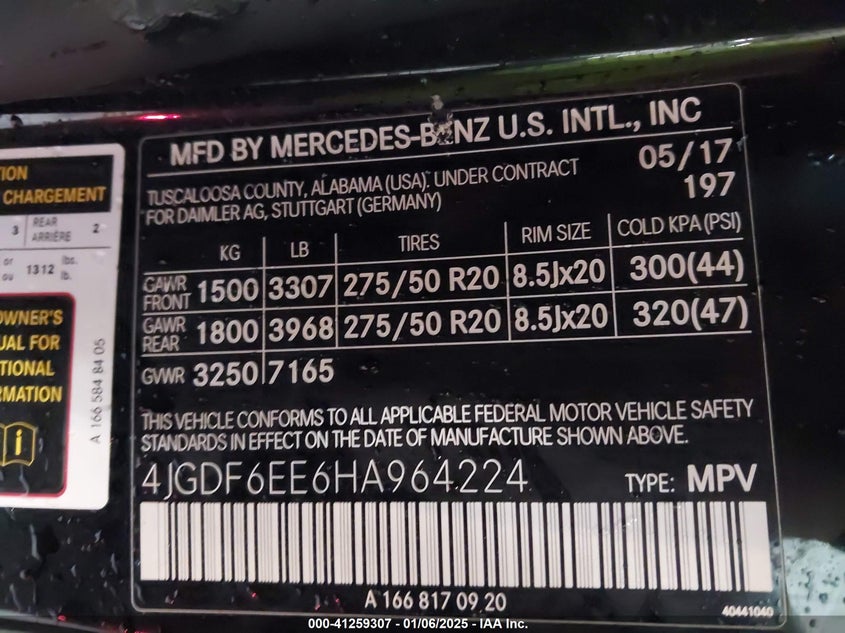 TION
CHARGEMENT
3 REAR ARRIÈRE 2
or ou 1312 lbs. lb.
OWNER'S
UAL FOR
TIONAL
RMATION
A 166 584 84 05
MFD BY MERCEDES-BENZ U.S. INTL., INC
TUSCALOOSA COUNTY, ALABAMA (USA). UNDER CONTRACT 05/17
FOR DAIMLER AG, STUTTGART (GERMANY) 197
KG LB TIRES RIM SIZE COLD KPA(PSI)
GAWR FRONT 1500 3307 275/50 R20 8.5Jx20 300(44)
GAWR REAR 1800 3968 275/50 R20 8.5Jx20 320(47)
GVWR 3250 7165
THIS VEHICLE CONFORMS TO ALL APPLICABLE FEDERAL MOTOR VEHICLE SAFETY
STANDARDS IN EFFECT ON THE DATE OF MANUFACTURE SHOWN ABOVE.
4JGDF6EE6HA964224 TYPE: MPV
A 166 817 09 20
40441040
000-41259307 - 01/06/2025 - IAA Inc.